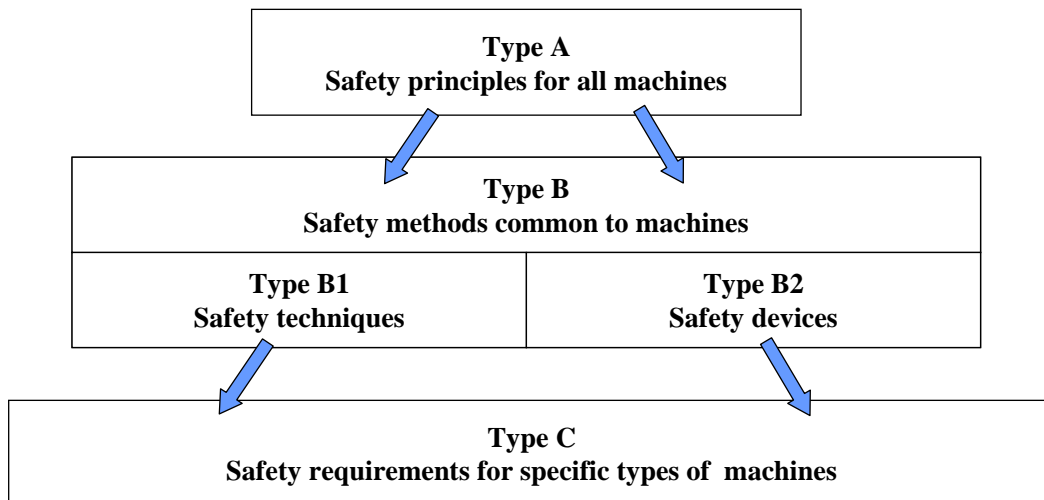 Type A
Safety principles for all machines
Type B
Safety methods common to machines
Type B1
Safety techniques
Type B2
Safety devices
Type C
Safety requirements for specific types of machines